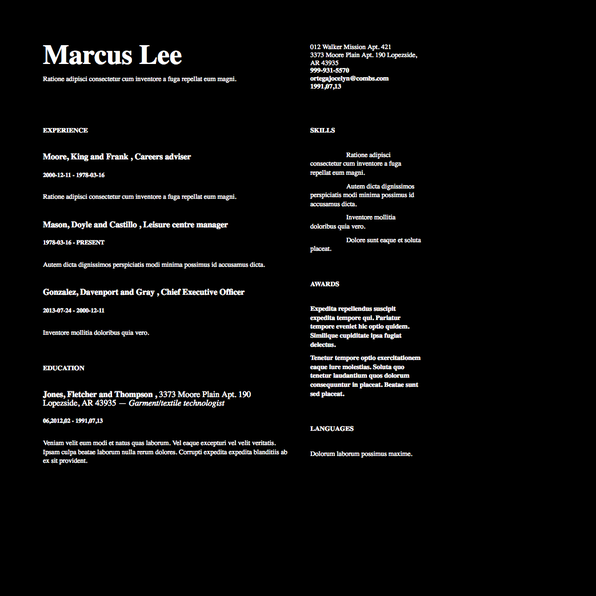 Marcus Lee
Ratione adipisci consectetur cum inventore a fuga repellat eum magni.
012 Walker Mission Apt. 421
3373 Moore Plain Apt. 190 Lopezside,
AR 43935
999-931-5570
ortegajocelyn@combs.com
1991,07,13
EXPERIENCE
Moore, King and Frank , Careers adviser
2000-12-11 - 1978-03-16
Ratione adipisci consectetur cum inventore a fuga repellat eum magni.
Mason, Doyle and Castillo , Leisure centre manager
1978-03-16 - PRESENT
Autem dicta dignissimos perspiciatis modi minima possimus id accusamus dicta.
Gonzalez, Davenport and Gray , Chief Executive Officer
2013-07-24 - 2000-12-11
Inventore mollitia doloribus quia vero.
EDUCATION
Jones, Fletcher and Thompson , 3373 Moore Plain Apt. 190
Lopezside, AR 43935 — Garment/textile technologist
06,2012,02 - 1991,07,13
Veniam velit eum modi et natus quas laborum. Vel eaque excepturi vel velit veritatis.
Ipsam culpa beatae laborum nulla rerum dolores. Corrupti expedita expedita blanditiis ab
ex sit provident.
SKILLS
Ratione adipisci
consectetur cum inventore a fuga
repellat eum magni.
Autem dicta dignissimos
perspiciatis modi minima possimus id
accusamus dicta.
Inventore mollitia
doloribus quia vero.
Dolore sunt eaque et soluta
placeat.
AWARDS
Expedita repellendus suscipit
expedita tempore qui. Pariatur
tempore eveniet hic optio quidem.
Similique cupiditate ipsa fugiat
delectus.
Tenetur tempore optio exercitationem
eaque iure molestias. Soluta quo
tenetur laudantium quos dolorum
consequuntur in placeat. Beatae sunt
sed placeat.
LANGUAGES
Dolorum laborum possimus maxime.